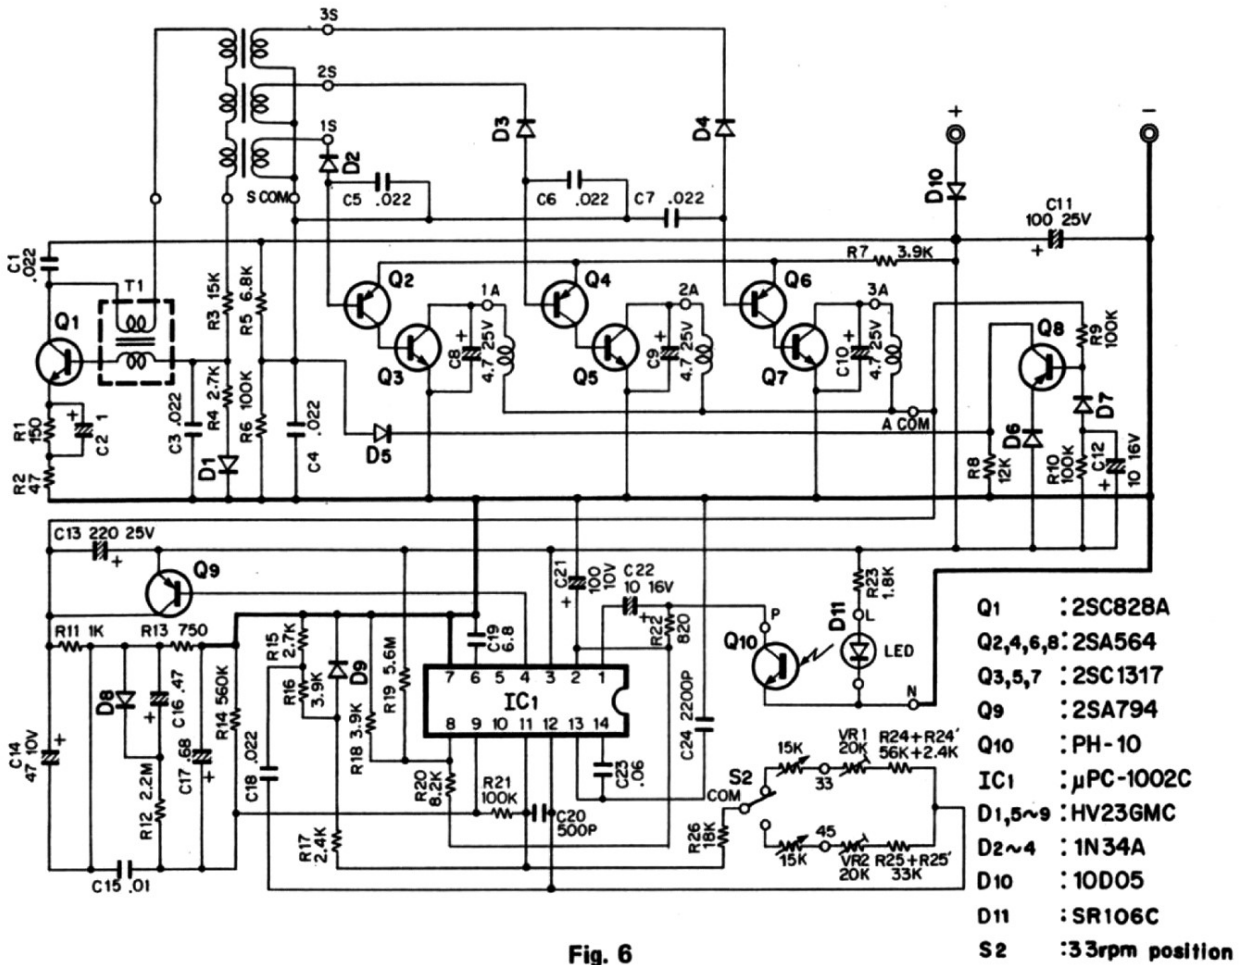 3S
2S
1S
D2
D3
D4
+
−
D10
S COM
C5 .022
C6 .022
C7 .022
C11
100 25V
C1
.022
T1
Q1
R3 15K
R5 6.8K
Q2
Q4
Q6
R7 3.9K
1A
2A
3A
Q3
Q5
Q7
C8
4.7 25V
C9
4.7 25V
C10
4.7 25V
Q8
R9
100K
D7
A COM
R1
150
C2 1
R2
47
C3 .022
R4 2.7K
D1
R6 100K
C4 .022
D5
R8
12K
D6
R10
100K
C12
10 16V
C13 220 25V
Q9
C21
100
10V
C22
10 16V
R23
1.8K
R11 1K
R13 750
R15
2.7K
C19
6.8
R22
820
P
Q10
D11
L
LED
N
D8
C16 .47
R14 560K
R16
3.9K
D9
R19 5.6M
R18 3.9K
7 6 5 4 3 2 1
IC1
8 9 10 11 12 13 14
C24 2200P
C14
47 10V
C17 .68
R12 2.2M
C18 .022
R20
8.2K
R21
100K
C20
500P
C23
.06
R17
2.4K
C15 .01
R26
18K
S2
COM
15K
33
VR1
20K
R24+R24'
56K+2.4K
15K
45
VR2
20K
R25+R25'
33K
Q1 : 2SC828A
Q2,4,6,8 : 2SA564
Q3,5,7 : 2SC1317
Q9 : 2SA794
Q10 : PH-10
IC1 : μPC-1002C
D1,5~9 : HV23GMC
D2~4 : 1N34A
D10 : 10D05
D11 : SR106C
S2 : 33rpm position
Fig. 6